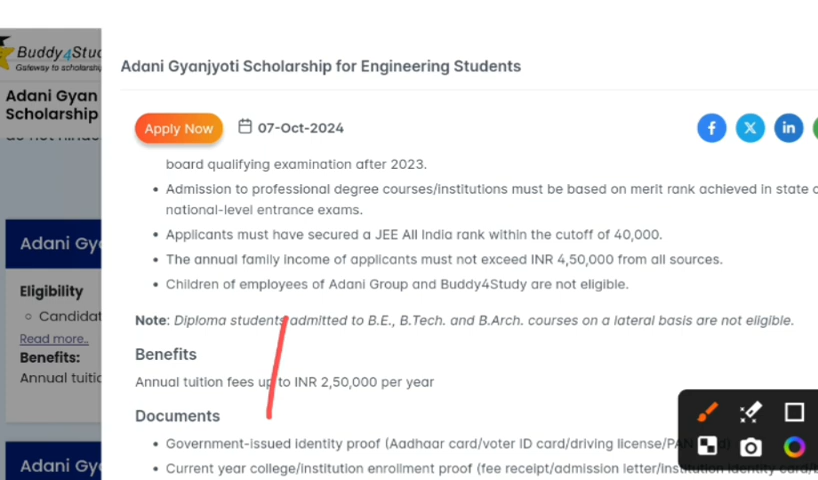 Buddy4Stud
Gateway to scholarship
Adani Gyan
Scholarship
Adani Gyanjyoti Scholarship for Engineering Students
Apply Now
07-Oct-2024
board qualifying examination after 2023.
• Admission to professional degree courses/institutions must be based on merit rank achieved in state
national-level entrance exams.
• Applicants must have secured a JEE All India rank within the cutoff of 40,000.
• The annual family income of applicants must not exceed INR 4,50,000 from all sources.
• Children of employees of Adani Group and Buddy4Study are not eligible.
Note: Diploma students admitted to B.E., B.Tech. and B.Arch. courses on a lateral basis are not eligible.
Benefits
Annual tuition fees up to INR 2,50,000 per year
Documents
• Government-issued identity proof (Aadhaar card/voter ID card/driving license/PAN
• Current year college/institution enrollment proof (fee receipt/admission letter/institution identity card/
Adani Gy
Eligibility
Candidat
Read more..
Benefits:
Annual tuitio
Adani Gy